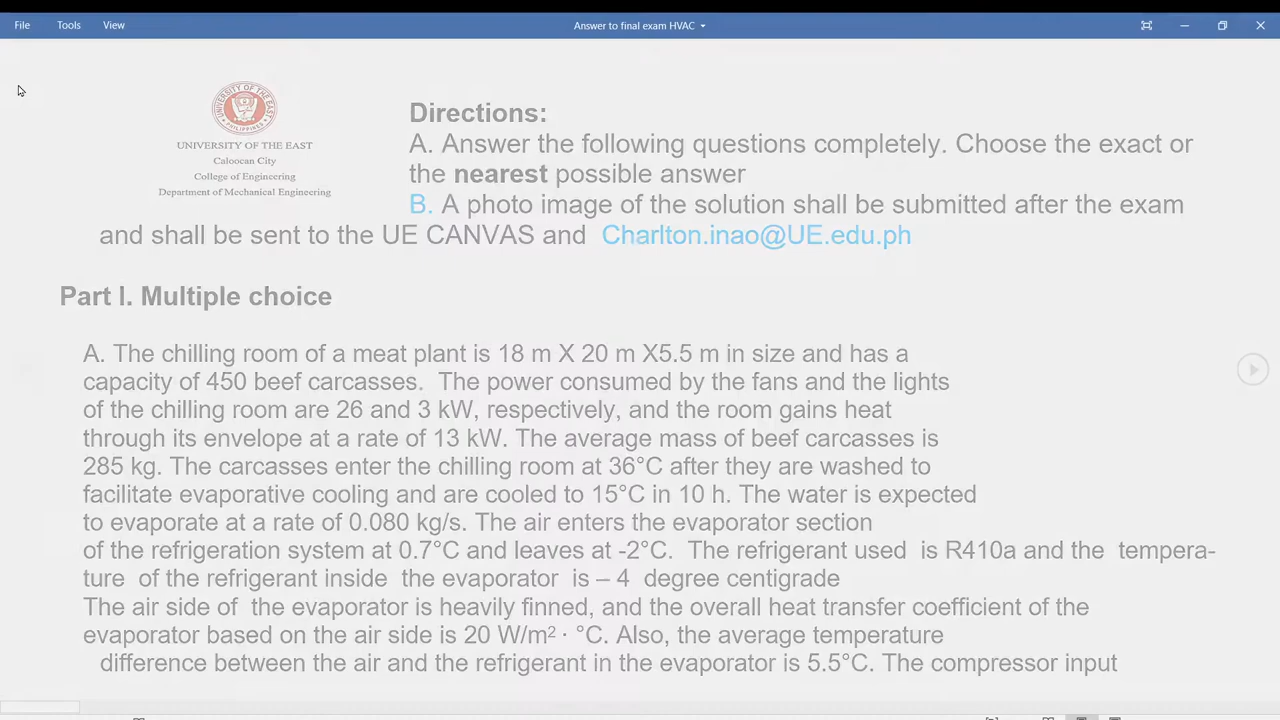 File Tools View Answer to final exam HVAC
UNIVERSITY OF THE EAST
PHILIPPINES
UNIVERSITY OF THE EAST
Caloocan City
College of Engineering
Department of Mechanical Engineering
Directions:
A. Answer the following questions completely. Choose the exact or
the nearest possible answer
B. A photo image of the solution shall be submitted after the exam
and shall be sent to the UE CANVAS and Charlton.inao@UE.edu.ph
Part I. Multiple choice
A. The chilling room of a meat plant is 18 m X 20 m X5.5 m in size and has a
capacity of 450 beef carcasses. The power consumed by the fans and the lights
of the chilling room are 26 and 3 kW, respectively, and the room gains heat
through its envelope at a rate of 13 kW. The average mass of beef carcasses is
285 kg. The carcasses enter the chilling room at 36°C after they are washed to
facilitate evaporative cooling and are cooled to 15°C in 10 h. The water is expected
to evaporate at a rate of 0.080 kg/s. The air enters the evaporator section
of the refrigeration system at 0.7°C and leaves at -2°C. The refrigerant used is R410a and the tempera-
ture of the refrigerant inside the evaporator is – 4 degree centigrade
The air side of the evaporator is heavily finned, and the overall heat transfer coefficient of the
evaporator based on the air side is 20 W/m² · °C. Also, the average temperature
difference between the air and the refrigerant in the evaporator is 5.5°C. The compressor input